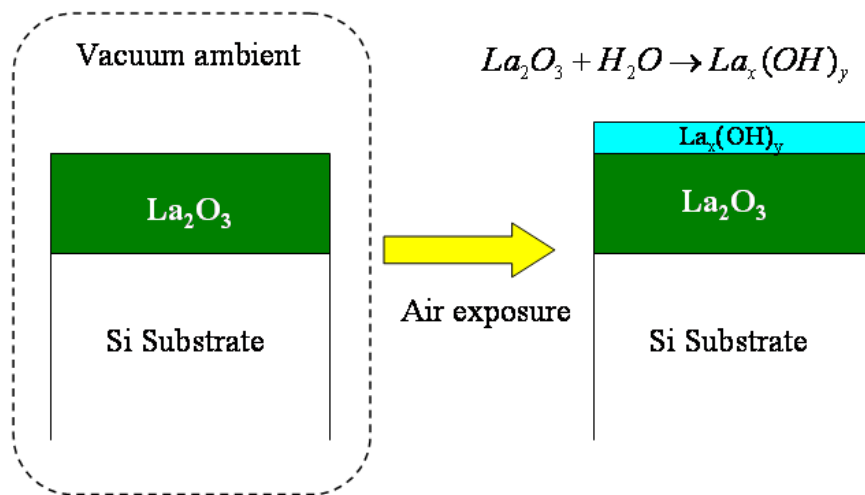 Vacuum ambient
La₂O₃ + H₂O → Laₓ(OH)ᵧ
Laₓ(OH)ᵧ
La₂O₃
La₂O₃
Air exposure
Si Substrate
Si Substrate